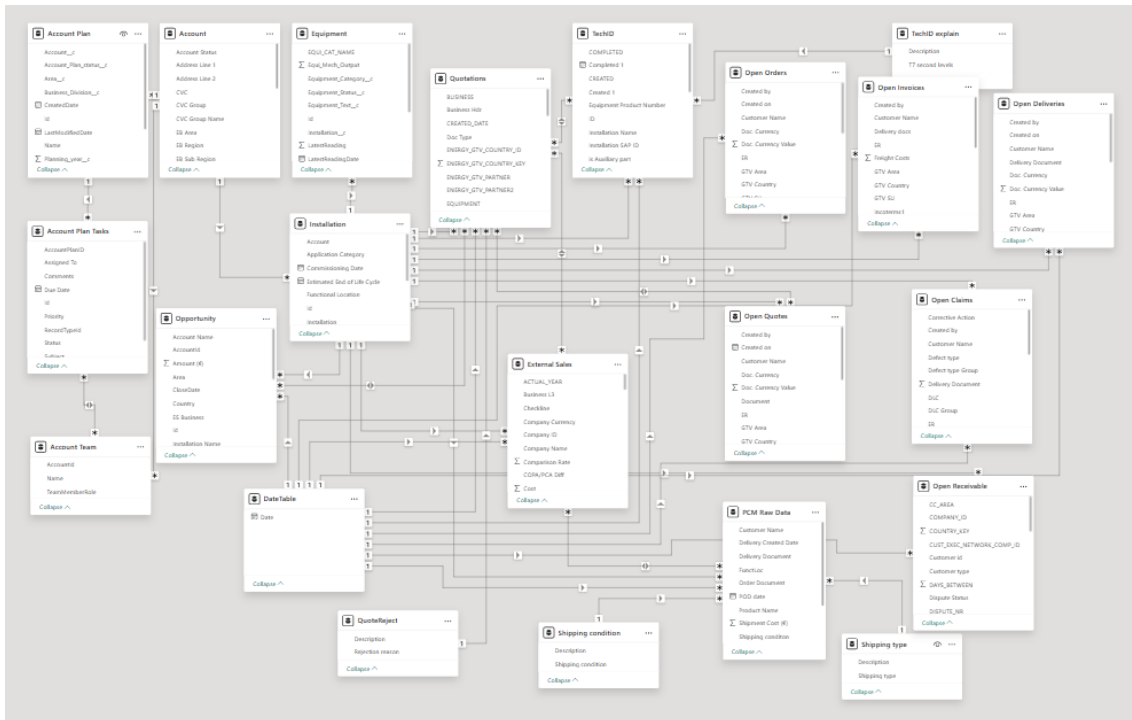 Account Plan
Account__c
Account_Plan_status__c
Area__c
Business_Division__c
CreatedDate
Id
LastModifiedDate
Name
Planning_year__c
Collapse
Account
Account Status
Address Line 1
Address Line 2
CVC
CVC Group
CVC Group Name
EB Area
EB Region
EB Sub Region
Collapse
Equipment
EQUI_CAT_NAME
Equi_Mech_Output
Equipment_Category__c
Equipment_Status__c
Equipment_Text__c
Id
Installation__c
LatestReading
LatestReadingDate
Collapse
Quotations
BUSINESS
Business Hier
CREATED_DATE
Doc Type
ENERGY_GTV_COUNTRY_ID
ENERGY_GTV_COUNTRY_KEY
ENERGY_GTV_PARTNER
ENERGY_GTV_PARTNER2
EQUIPMENT
Collapse
TechID
COMPLETED
Completed 1
CREATED
Created 1
Equipment Product Number
ID
Installation Name
Installation SAP ID
Is Auxiliary part
Collapse
TechID explain
Description
77 second levels
Open Orders
Created by
Created on
Customer Name
Doc. Currency
Doc. Currency Value
ER
GTV Area
GTV Country
Collapse
Open Invoices
Created by
Created on
Customer Name
Delivery docs
ER
Freight Costs
GTV Area
GTV Country
GTV SU
Incoterms1
Collapse
Open Deliveries
Created by
Created on
Customer Name
Delivery Document
Doc. Currency
Doc. Currency Value
ER
GTV Area
GTV Country
Collapse
Account Plan Tasks
AccountPlanID
Assigned To
Comments
Due Date
Id
Priority
RecordTypeId
Status
Subject
Collapse
Installation
Account
Application Category
Commissioning Date
Estimated End of Life Cycle
Functional Location
Id
Installation
Collapse
Opportunity
Account Name
AccountId
Amount (€)
Area
CloseDate
Country
ES Business
Id
Installation Name
Collapse
External Sales
ACTUAL_YEAR
Business L3
Checkline
Company Currency
Company ID
Company Name
Comparison Rate
COPA/PCA Diff
Cost
Collapse
Open Quotes
Created by
Created on
Customer Name
Doc. Currency
Doc. Currency Value
Document
ER
GTV Area
GTV Country
Collapse
Open Claims
Corrective Action
Created by
Customer Name
Defect type
Defect type Group
Delivery Document
DLC
DLC Group
ER
Collapse
Account Team
AccountId
Name
TeamMemberRole
Collapse
DateTable
Date
Collapse
PCM Raw Data
Customer Name
Delivery Created Date
Delivery Document
FunctLoc
Order Document
PGI date
Product Name
Shipment Cost (€)
Shipping condition
Collapse
Open Receivable
CC_AREA
COMPANY_ID
COUNTRY_KEY
CUST_EXEC_NETWORK_COMP_ID
Customer Id
Customer type
DAYS_BETWEEN
Dispute Status
DISPUTE_NR
Collapse
QuoteReject
Description
Rejection reason
Collapse
Shipping condition
Description
Shipping condition
Collapse
Shipping type
Description
Shipping type
Collapse